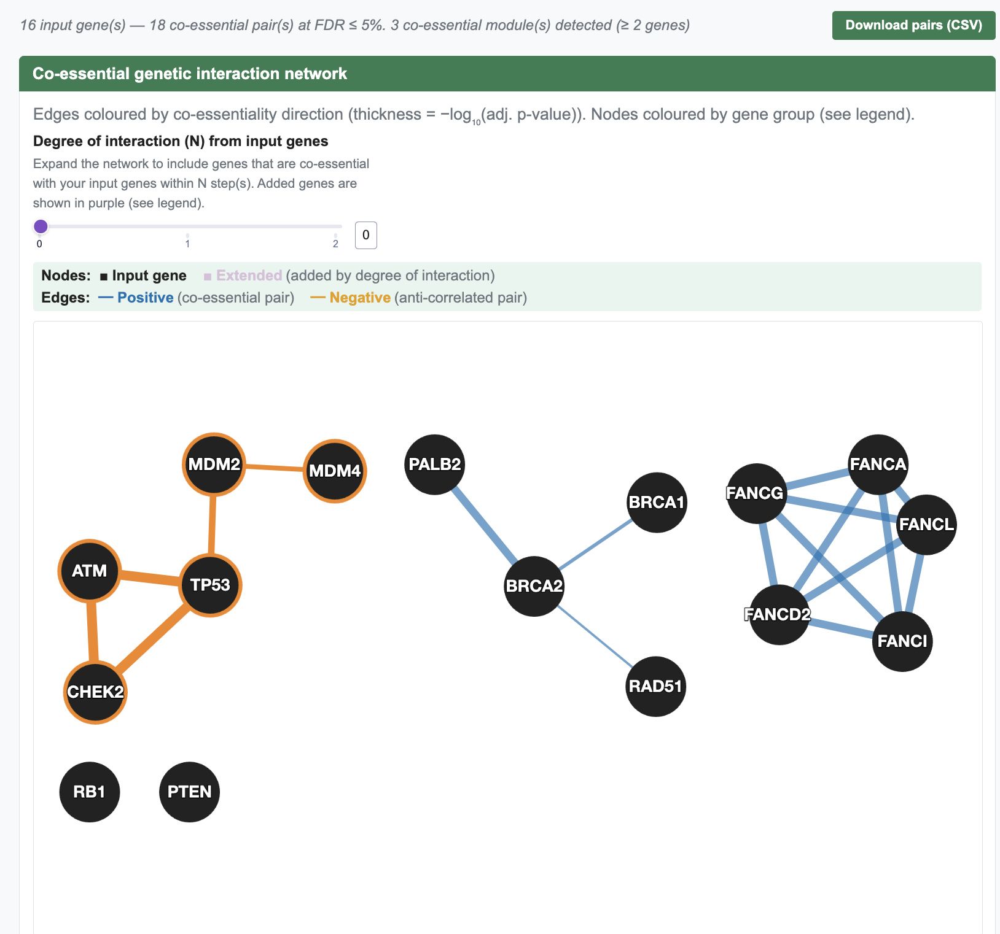 16 input gene(s) — 18 co-essential pair(s) at FDR ≤ 5%. 3 co-essential module(s) detected (≥ 2 genes)
Download pairs (CSV)
Co-essential genetic interaction network
Edges coloured by co-essentiality direction (thickness = −log10(adj. p-value)). Nodes coloured by gene group (see legend).
Degree of interaction (N) from input genes
Expand the network to include genes that are co-essential
with your input genes within N step(s). Added genes are
shown in purple (see legend).
0
1
2
0
Nodes: ■ Input gene ■ Extended (added by degree of interaction)
Edges: — Positive (co-essential pair) — Negative (anti-correlated pair)
MDM2
MDM4
ATM
TP53
CHEK2
RB1
PTEN
PALB2
BRCA1
BRCA2
RAD51
FANCA
FANCG
FANCL
FANCD2
FANCI